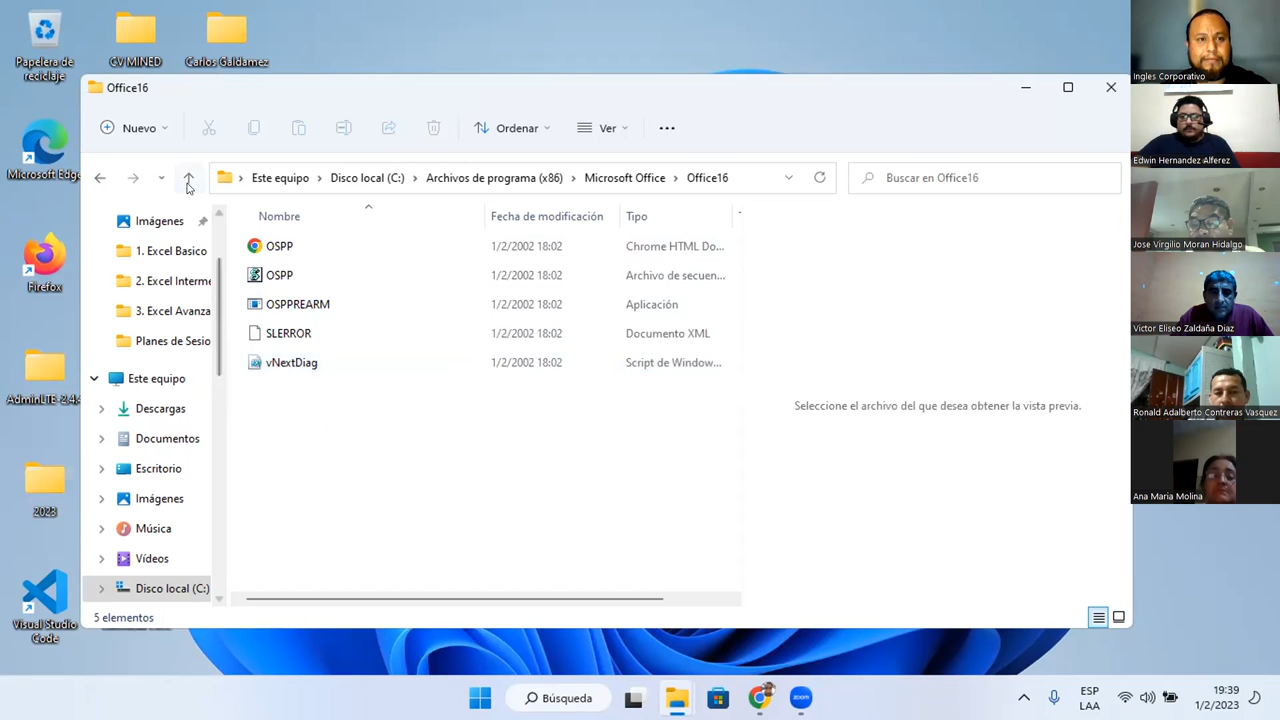 Papelera de
reciclaje
CV MINED
Carlos Galdamez
Microsoft Edge
Firefox
AdminLTE-2.4.
2023
Visual Studio
Code
Office16
Nuevo
Ordenar
Ver
Este equipo
Disco local (C:)
Archivos de programa (x86)
Microsoft Office
Office16
Buscar en Office16
Imágenes
1. Excel Basico
2. Excel Interme
3. Excel Avanza
Planes de Sesio
Este equipo
Descargas
Documentos
Escritorio
Imágenes
Música
Vídeos
Disco local (C:)
Nombre
Fecha de modificación
Tipo
OSPP
1/2/2002 18:02
Chrome HTML Do...
OSPP
1/2/2002 18:02
Archivo de secuen...
OSPPREARM
1/2/2002 18:02
Aplicación
SLERROR
1/2/2002 18:02
Documento XML
vNextDiag
1/2/2002 18:02
Script de Window...
Seleccione el archivo del que desea obtener la vista previa.
5 elementos
Ingles Corporativo
Edwin Hernandez Alferez
Jose Virgilio Moran Hidalgo
Victor Eliseo Zaldaña Diaz
Ronald Adalberto Contreras Vasquez
Ana Maria Molina
Búsqueda
zoom
ESP
LAA
19:39
1/2/2023